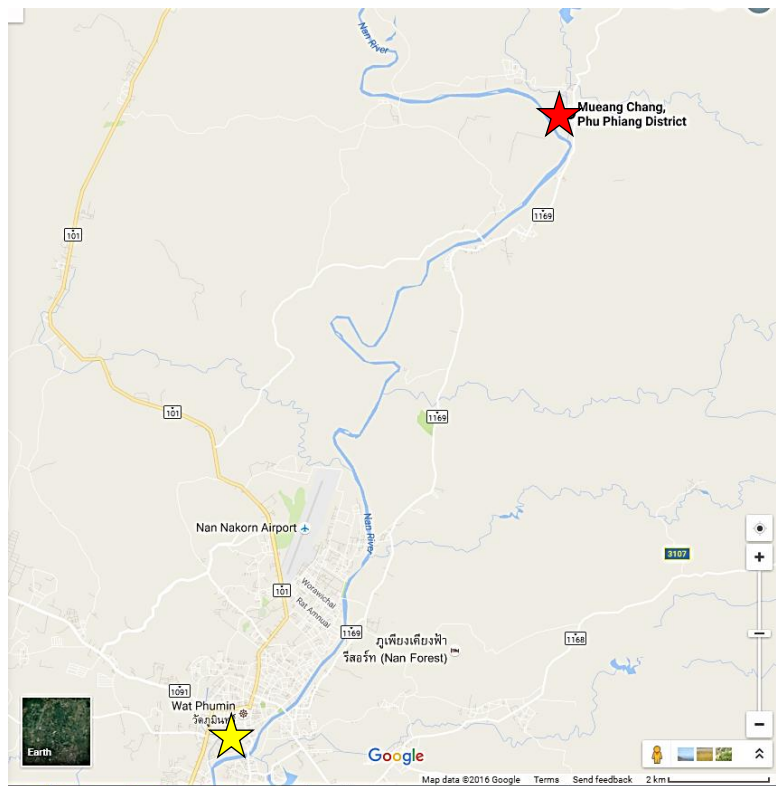 Nan River
Mueang Chang,
Phu Phiang District
1169
101
101
1169
Nan River
Nan Nakorn Airport
3107
101
Worawichai
Rat Amnuai
1169
ภูเพียงเคียงฟ้า
รีสอร์ท (Nan Forest)
1168
1091
Wat Phumin
วัดภูมินทร์
Earth
Google
Map data ©2016 Google Terms Send feedback 2 km